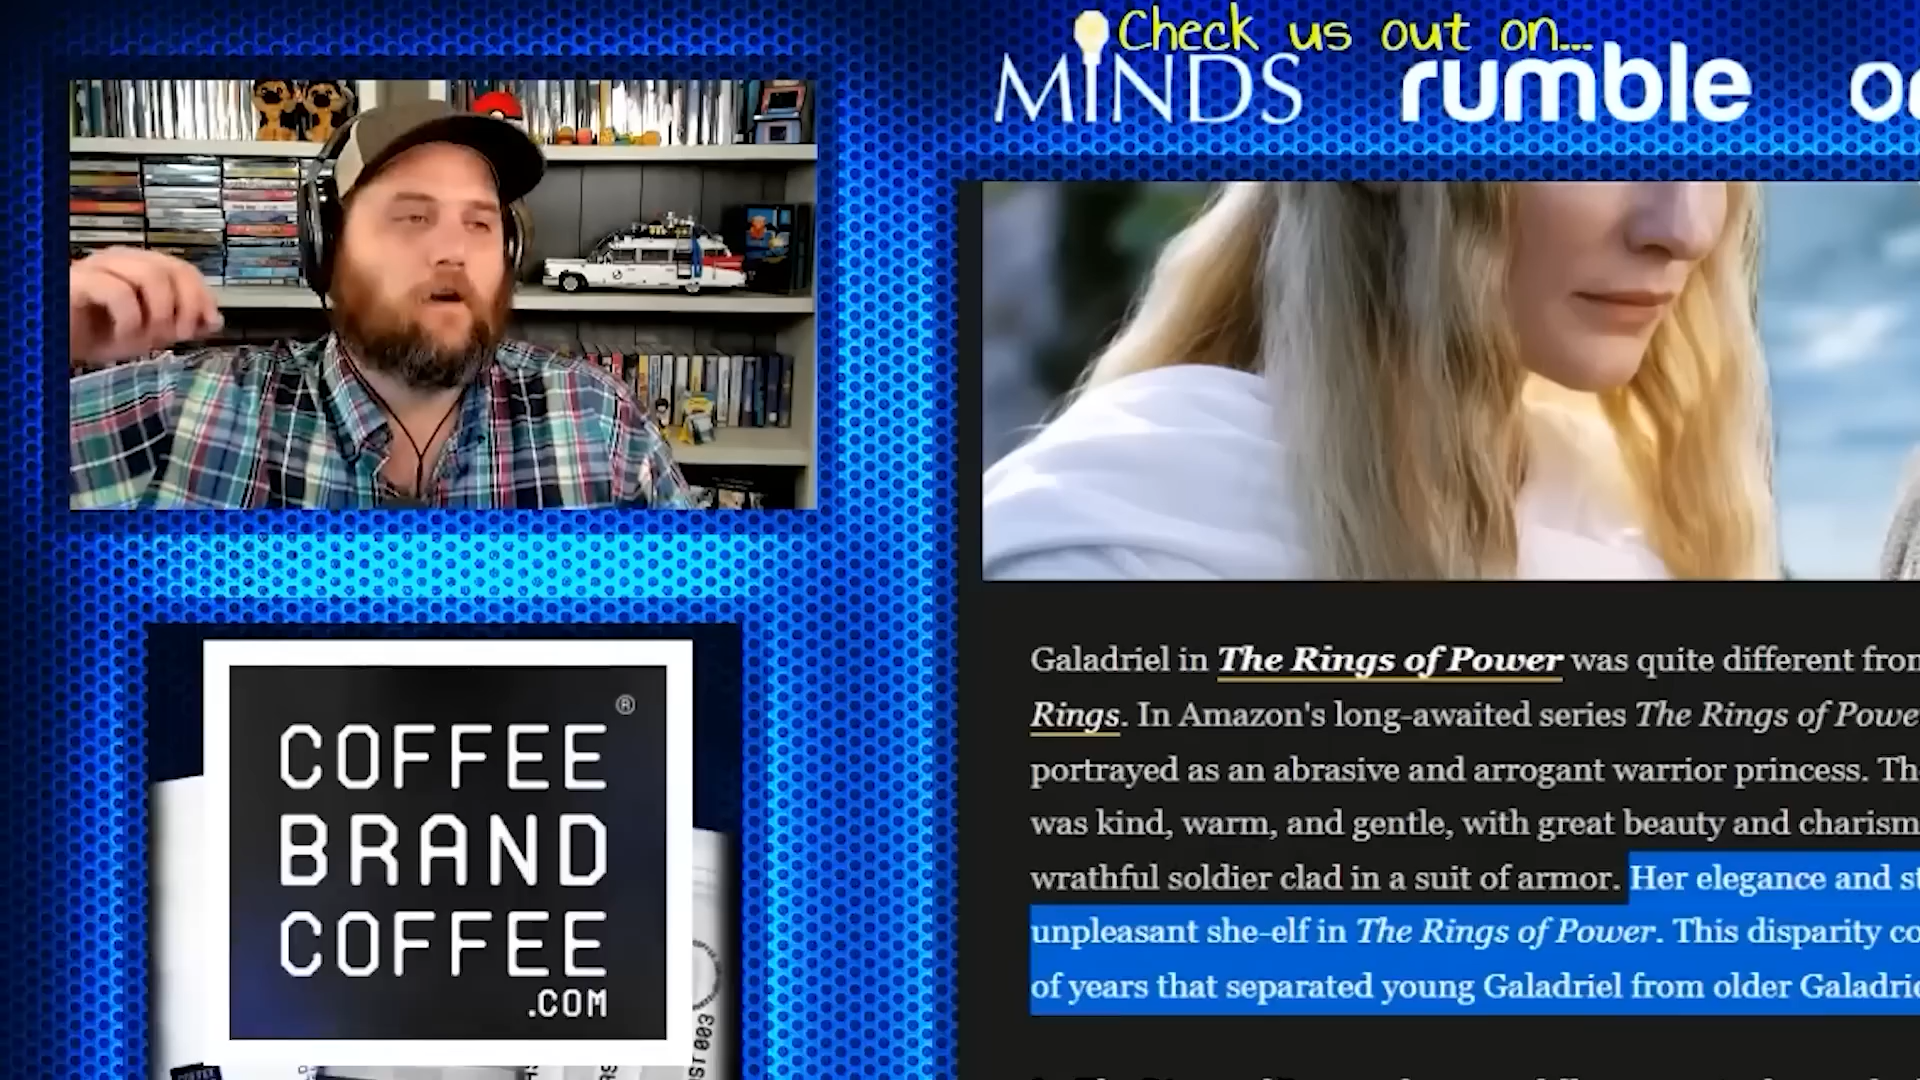 Check us out on...
MINDS rumble
Galadriel in The Rings of Power was quite different from
Rings. In Amazon's long-awaited series The Rings of Powe
portrayed as an abrasive and arrogant warrior princess. Th
was kind, warm, and gentle, with great beauty and charism
wrathful soldier clad in a suit of armor. Her elegance and st
unpleasant she-elf in The Rings of Power. This disparity co
of years that separated young Galadriel from older Galadrie
®
COFFEE
BRAND
COFFEE
.COM